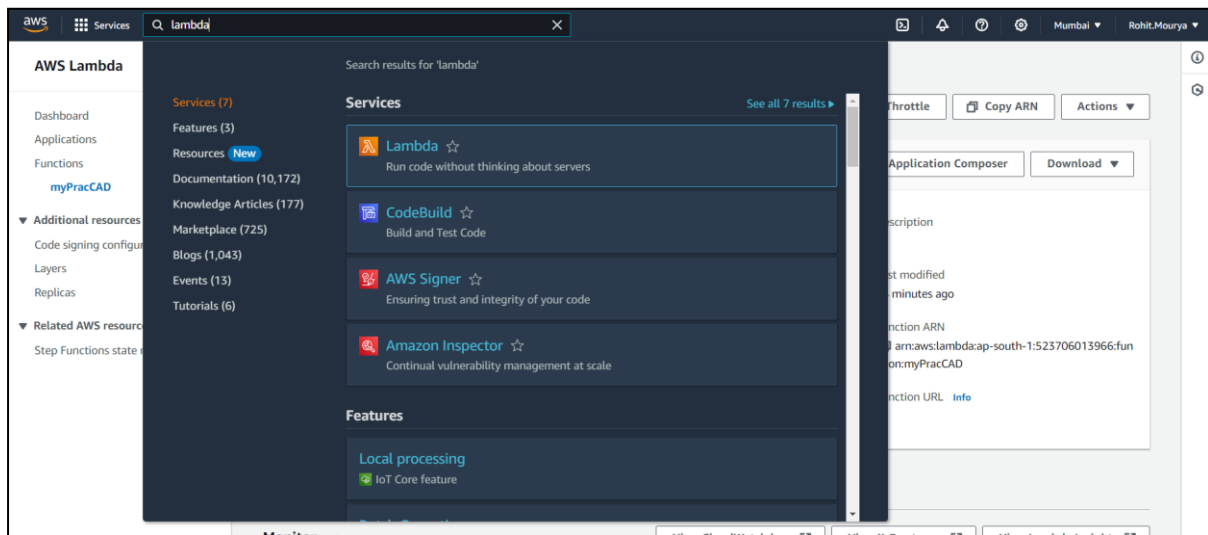 aws Services lambda Mumbai ▼ Rohit.Mourya ▼
AWS Lambda
Dashboard
Applications
Functions
myPracCAD
▼ Additional resources
Code signing configur
Layers
Replicas
▼ Related AWS resourc
Step Functions state
Search results for 'lambda'
Services (7)
Features (3)
Resources New
Documentation (10,172)
Knowledge Articles (177)
Marketplace (725)
Blogs (1,043)
Events (13)
Tutorials (6)
Services See all 7 results ▶
Lambda
Run code without thinking about servers
CodeBuild
Build and Test Code
AWS Signer
Ensuring trust and integrity of your code
Amazon Inspector
Continual vulnerability management at scale
Features
Local processing
IoT Core feature
Throttle Copy ARN Actions ▼
Application Composer Download ▼
escription
st modified
minutes ago
nction ARN
arn:aws:lambda:ap-south-1:523706013966:fun
on:myPracCAD
nction URL Info